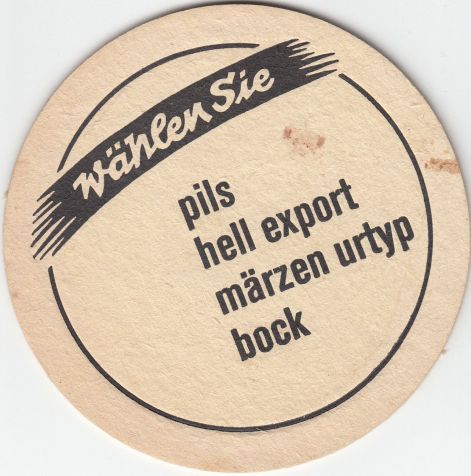 wählen Sie
pils
hell export
märzen urtyp
bock